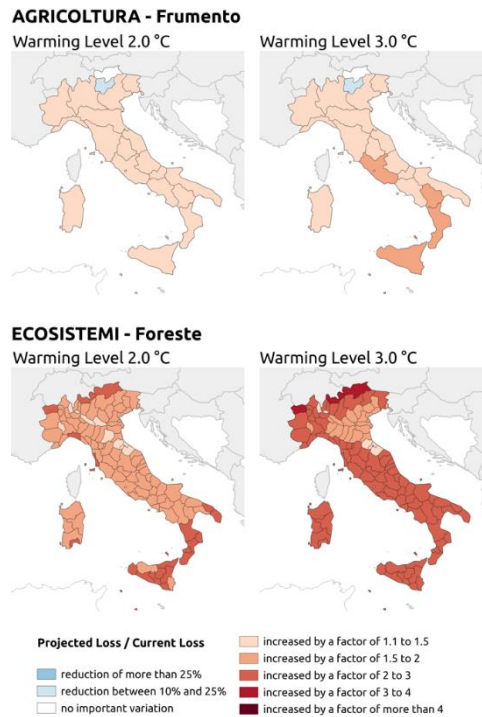 AGRICOLTURA - Frumento
Warming Level 2.0 °C
Warming Level 3.0 °C
ECOSISTEMI - Foreste
Warming Level 2.0 °C
Warming Level 3.0 °C
Projected Loss / Current Loss
reduction of more than 25%
reduction between 10% and 25%
no important variation
increased by a factor of 1.1 to 1.5
increased by a factor of 1.5 to 2
increased by a factor of 2 to 3
increased by a factor of 3 to 4
increased by a factor of more than 4